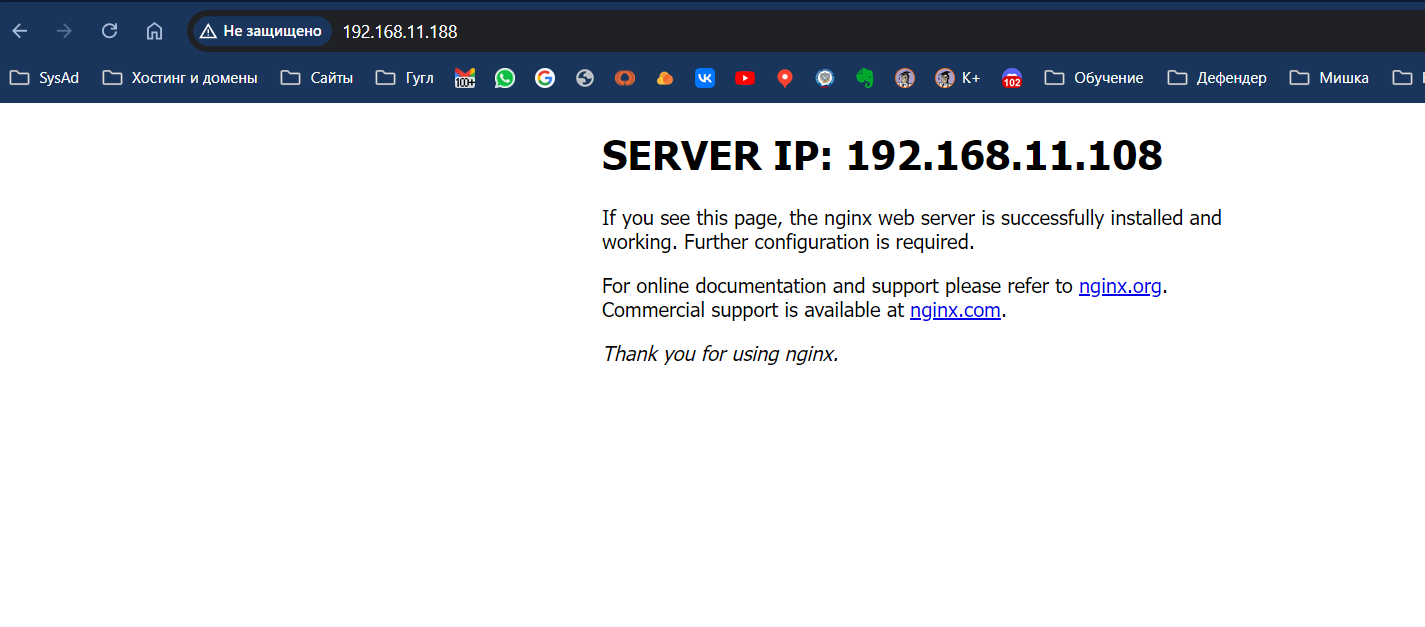 Не защищено 192.168.11.188
SysAd Хостинг и домены Сайты Гугл 100+ K+ 102 Обучение Дефендер Мишка
SERVER IP: 192.168.11.108
If you see this page, the nginx web server is successfully installed and
working. Further configuration is required.
For online documentation and support please refer to nginx.org.
Commercial support is available at nginx.com.
Thank you for using nginx.